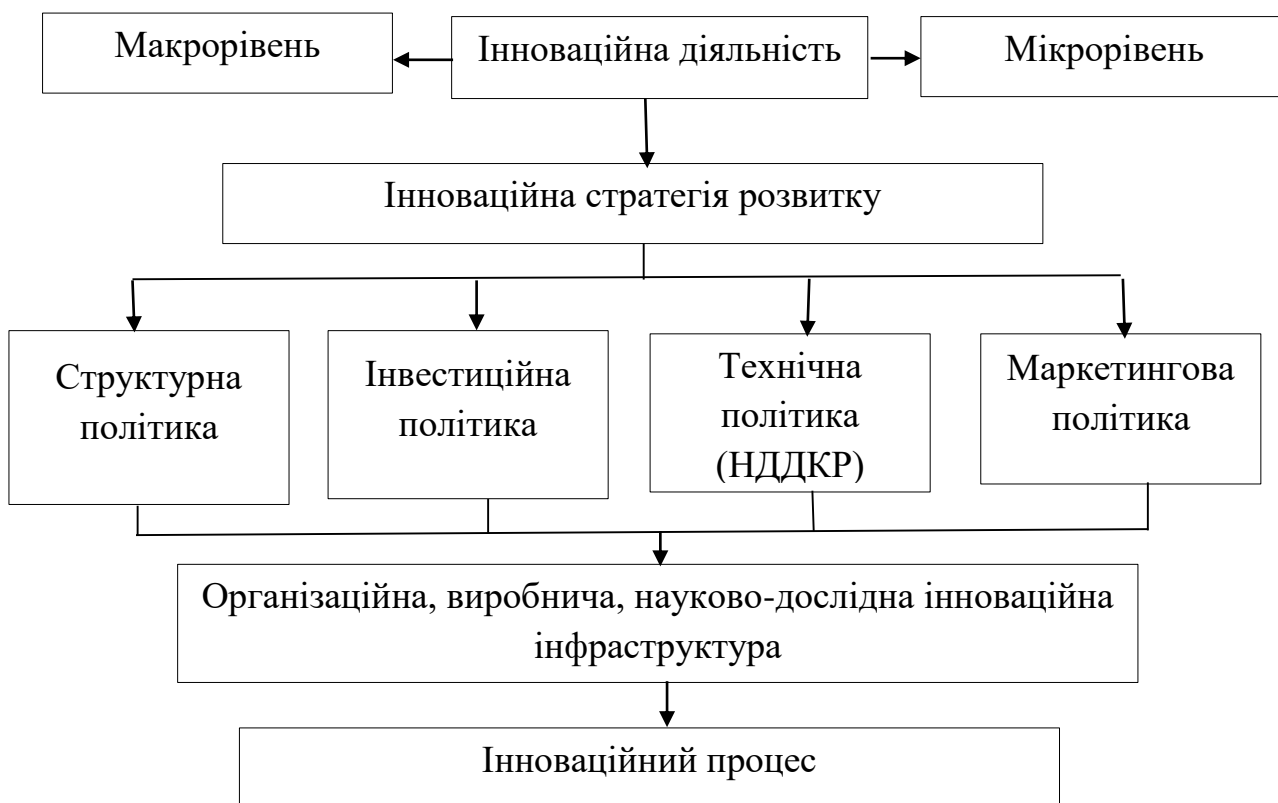 Макрорівень
Інноваційна діяльність
Мікрорівень
Інноваційна стратегія розвитку
Структурна
політика
Інвестиційна
політика
Технічна
політика
(НДДКР)
Маркетингова
політика
Організаційна, виробнича, науково-дослідна інноваційна
інфраструктура
Інноваційний процес